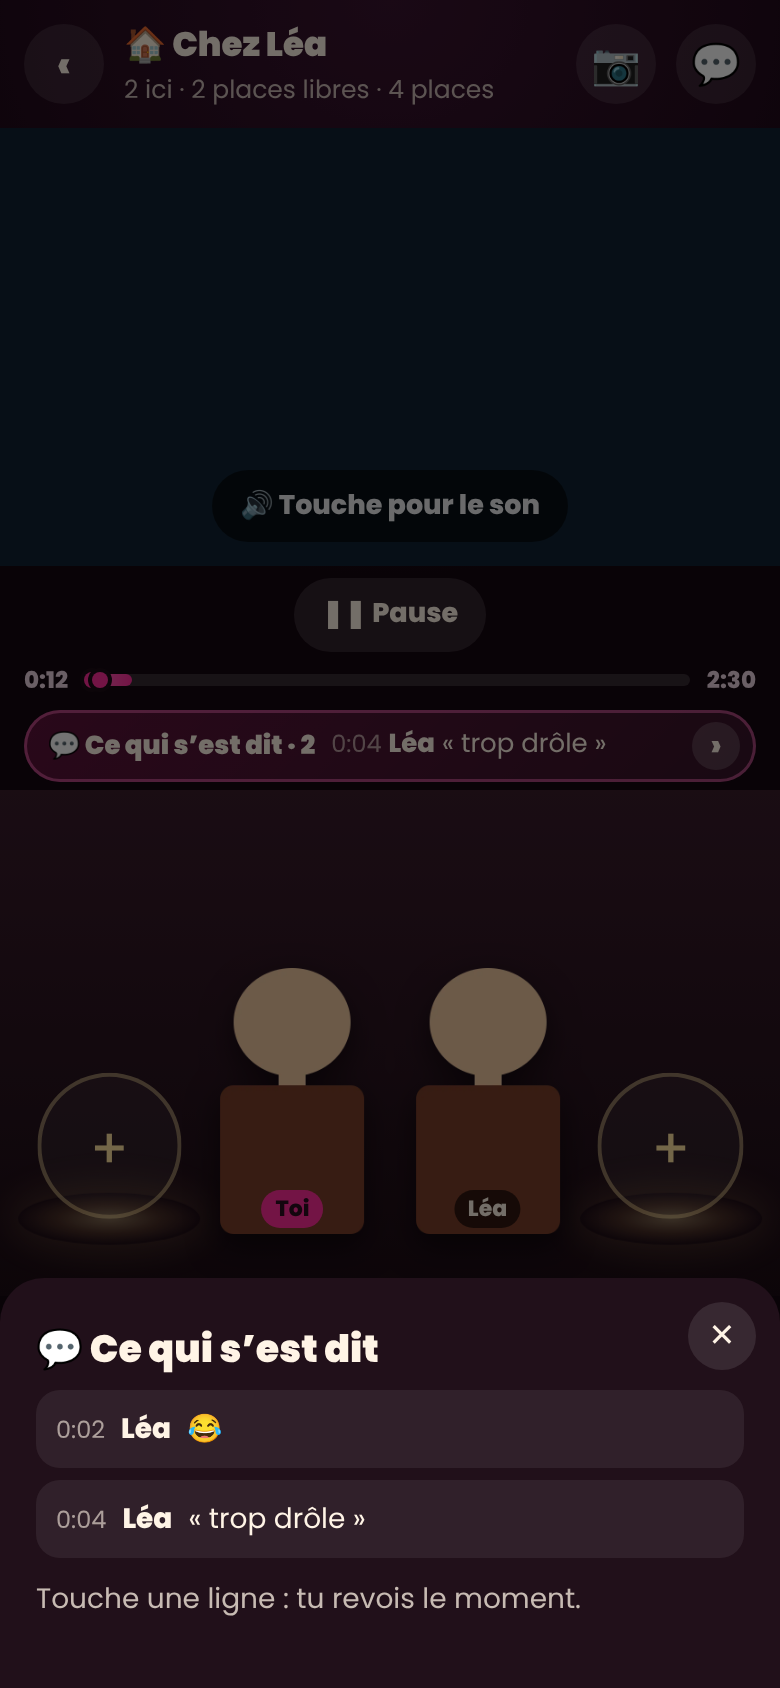 🏠 Chez Léa
2 ici · 2 places libres · 4 places
🔊 Touche pour le son
❚❚ Pause
0:12
2:30
💬 Ce qui s’est dit · 2 0:04 Léa « trop drôle » ›
+
+
Toi
Léa
💬 Ce qui s’est dit
✕
0:02 Léa 😂
0:04 Léa « trop drôle »
Touche une ligne : tu revois le moment.